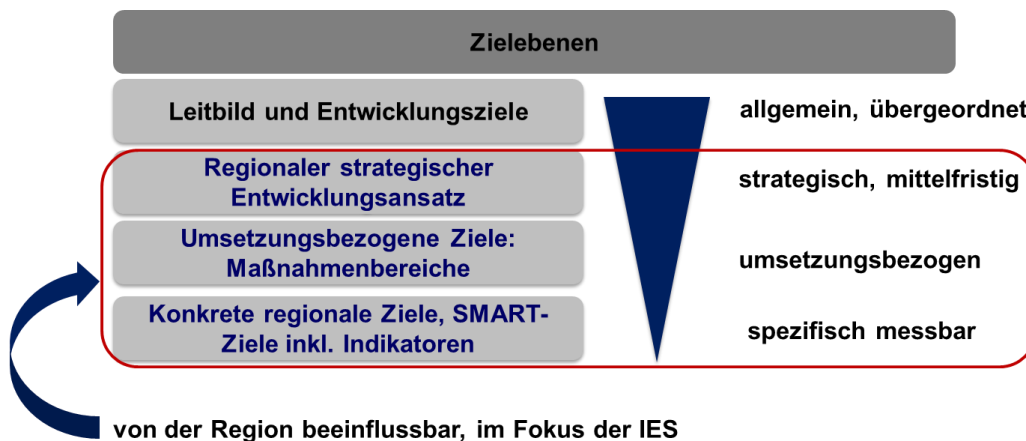 Zielebenen
Leitbild und Entwicklungsziele
allgemein, übergeordnet
Regionaler strategischer
Entwicklungsansatz
strategisch, mittelfristig
Umsetzungsbezogene Ziele:
Maßnahmenbereiche
umsetzungsbezogen
Konkrete regionale Ziele, SMART-
Ziele inkl. Indikatoren
spezifisch messbar
von der Region beeinflussbar, im Fokus der IES